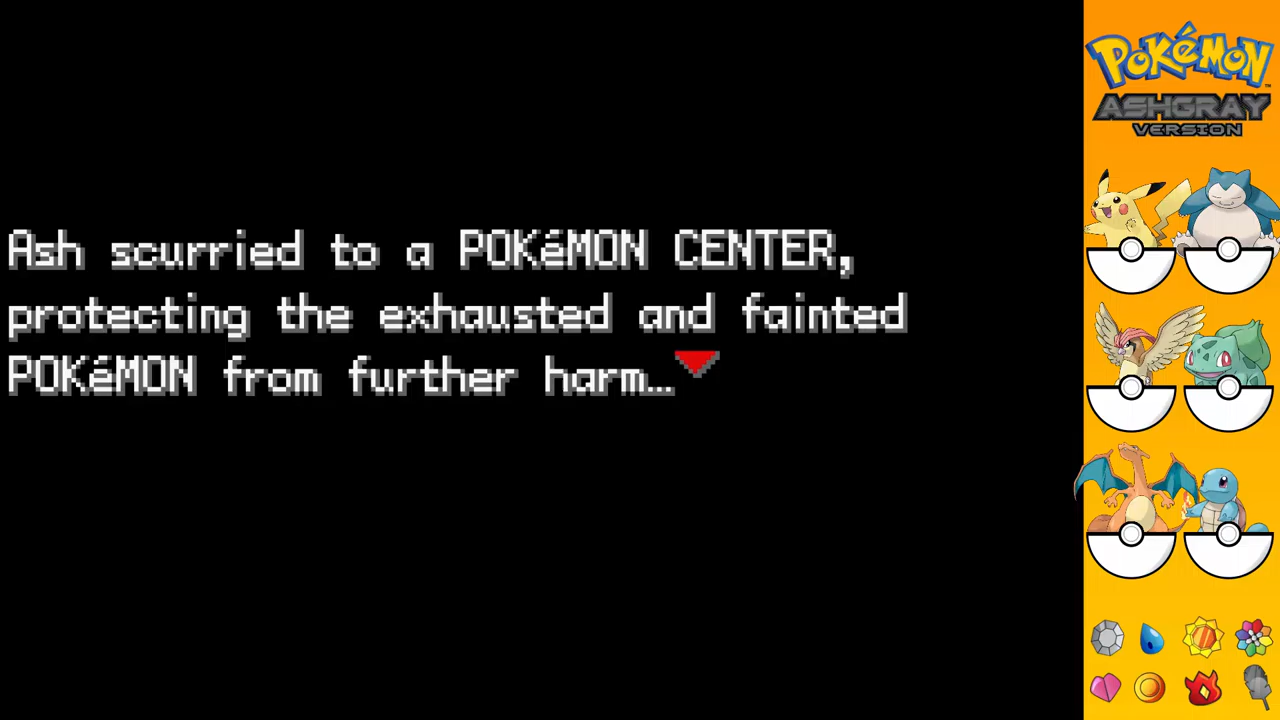 Ash scurried to a POKéMON CENTER,
protecting the exhausted and fainted
POKéMON from further harm…
POKéMON
ASHGRAY
VERSION